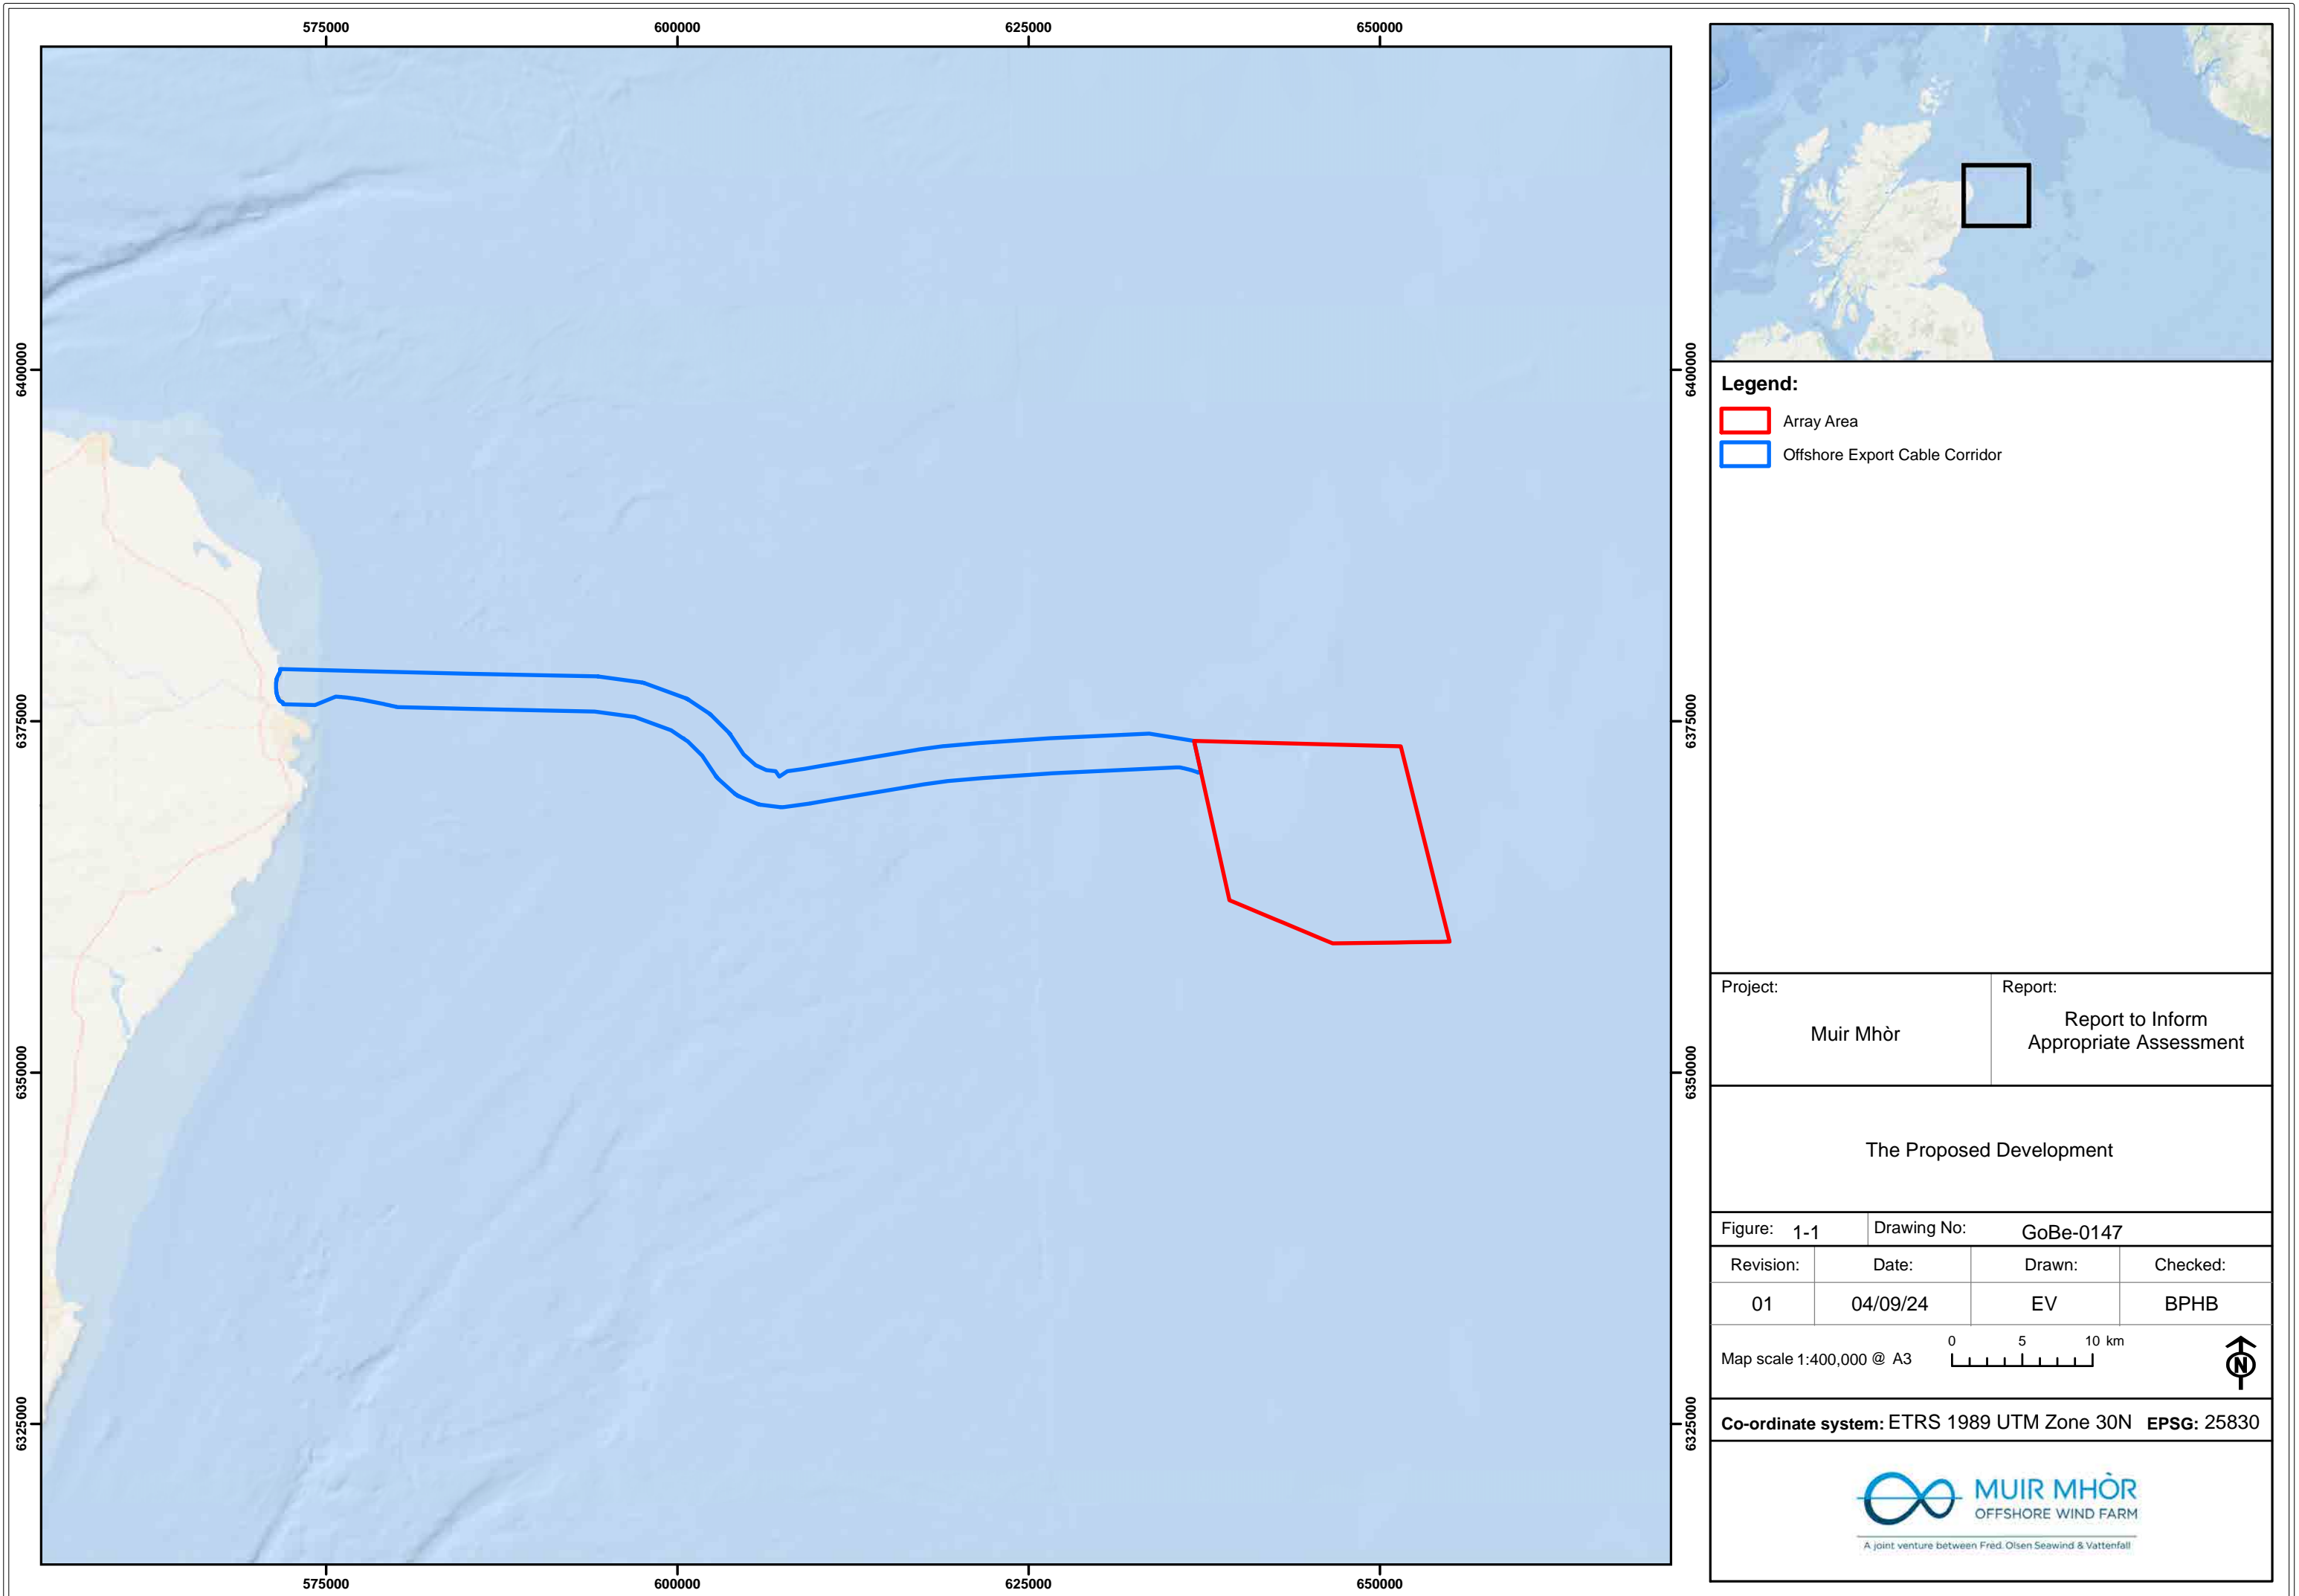 575000
600000
625000
650000
6400000
6400000
6375000
6375000
6350000
6350000
6325000
6325000
575000
600000
625000
650000
Legend:
Array Area
Offshore Export Cable Corridor
Project:
Muir Mhòr
Report:
Report to Inform
Appropriate Assessment
The Proposed Development
Figure: 1-1
Drawing No: GoBe-0147
Revision: Date: Drawn: Checked:
01 04/09/24 EV BPHB
0 5 10 km
Map scale 1:400,000 @ A3
N
Co-ordinate system: ETRS 1989 UTM Zone 30N EPSG: 25830
MUIR MHÒR
OFFSHORE WIND FARM
A joint venture between Fred. Olsen Seawind & Vattenfall